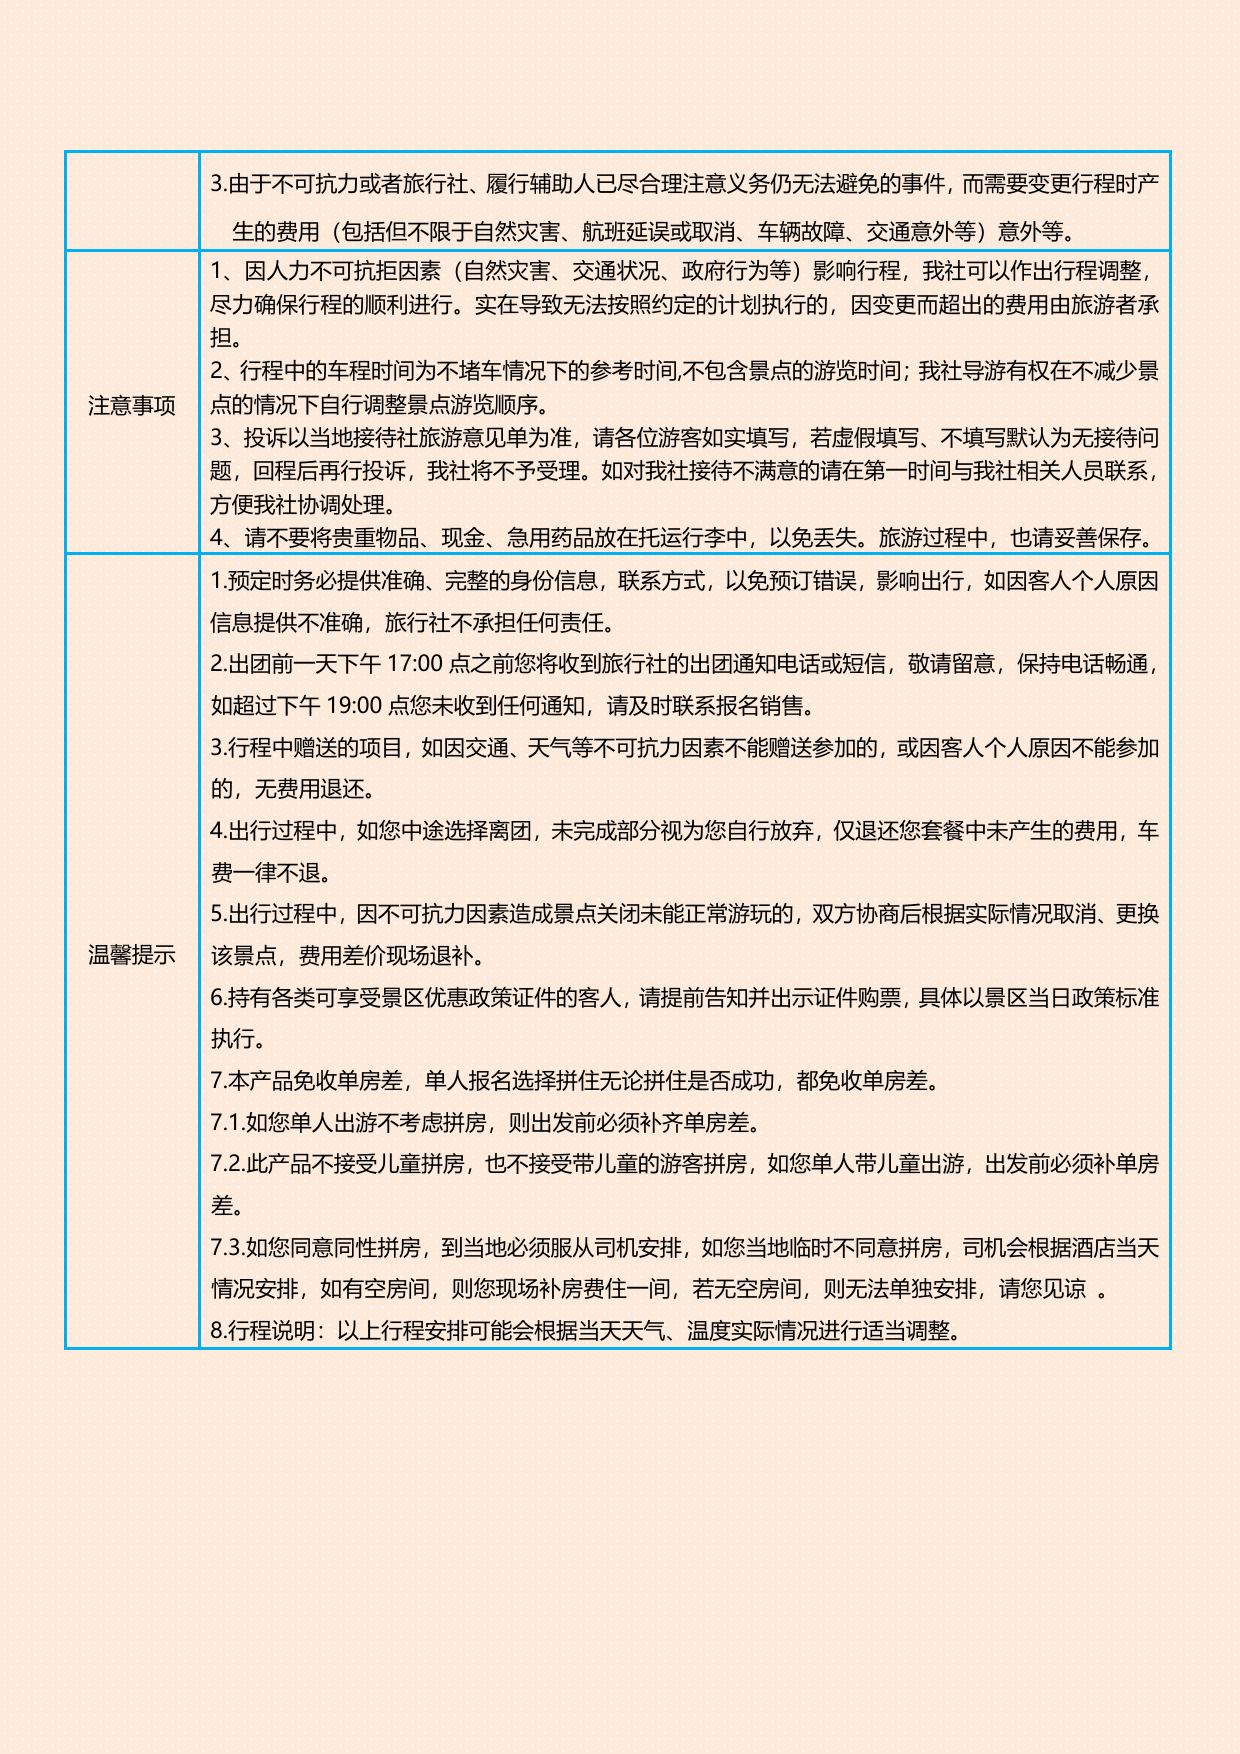 3.由于不可抗力或者旅行社、履行辅助人已尽合理注意义务仍无法避免的事件，而需要变更行程时产
生的费用（包括但不限于自然灾害、航班延误或取消、车辆故障、交通意外等）意外等。
注意事项
1、因人力不可抗拒因素（自然灾害、交通状况、政府行为等）影响行程，我社可以作出行程调整，
尽力确保行程的顺利进行。实在导致无法按照约定的计划执行的，因变更而超出的费用由旅游者承
担。
2、行程中的车程时间为不堵车情况下的参考时间,不包含景点的游览时间；我社导游有权在不减少景
点的情况下自行调整景点游览顺序。
3、投诉以当地接待社旅游意见单为准，请各位游客如实填写，若虚假填写、不填写默认为无接待问
题，回程后再行投诉，我社将不予受理。如对我社接待不满意的请在第一时间与我社相关人员联系，
方便我社协调处理。
4、请不要将贵重物品、现金、急用药品放在托运行李中，以免丢失。旅游过程中，也请妥善保存。
温馨提示
1.预定时务必提供准确、完整的身份信息，联系方式，以免预订错误，影响出行，如因客人个人原因
信息提供不准确，旅行社不承担任何责任。
2.出团前一天下午 17:00 点之前您将收到旅行社的出团通知电话或短信，敬请留意，保持电话畅通，
如超过下午 19:00 点您未收到任何通知，请及时联系报名销售。
3.行程中赠送的项目，如因交通、天气等不可抗力因素不能赠送参加的，或因客人个人原因不能参加
的，无费用退还。
4.出行过程中，如您中途选择离团，未完成部分视为您自行放弃，仅退还您套餐中未产生的费用，车
费一律不退。
5.出行过程中，因不可抗力因素造成景点关闭未能正常游玩的，双方协商后根据实际情况取消、更换
该景点，费用差价现场退补。
6.持有各类可享受景区优惠政策证件的客人，请提前告知并出示证件购票，具体以景区当日政策标准
执行。
7.本产品免收单房差，单人报名选择拼住无论拼住是否成功，都免收单房差。
7.1.如您单人出游不考虑拼房，则出发前必须补齐单房差。
7.2.此产品不接受儿童拼房，也不接受带儿童的游客拼房，如您单人带儿童出游，出发前必须补单房
差。
7.3.如您同意同性拼房，到当地必须服从司机安排，如您当地临时不同意拼房，司机会根据酒店当天
情况安排，如有空房间，则您现场补房费住一间，若无空房间，则无法单独安排，请您见谅 。
8.行程说明：以上行程安排可能会根据当天天气、温度实际情况进行适当调整。